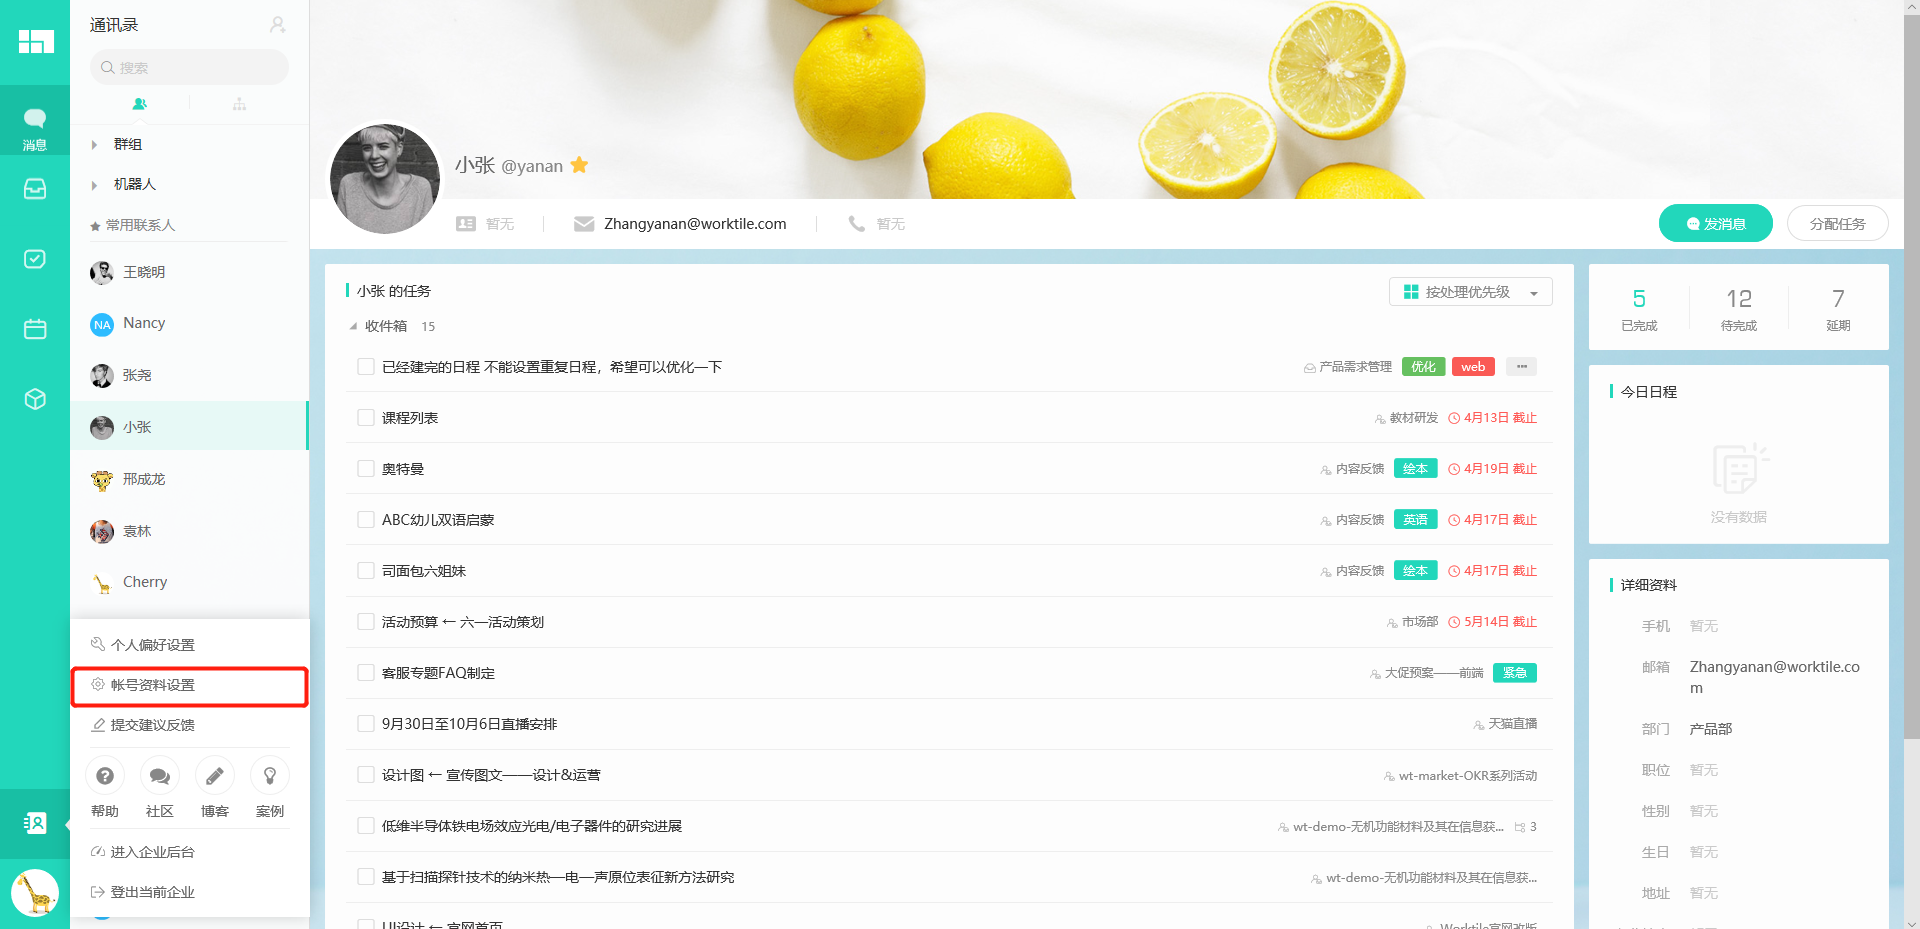 通讯录
搜索
消息
群组
机器人
常用联系人
王晓明
NA Nancy
张尧
小张
邢成龙
袁林
Cherry
个人偏好设置
帐号资料设置
提交建议反馈
帮助 社区 博客 案例
进入企业后台
登出当前企业
小张 @yanan
暂无 Zhangyanan@worktile.com 暂无
发消息 分配任务
小张 的任务 按处理优先级
收件箱 15
已经建完的日程 不能设置重复日程，希望可以优化一下 产品需求管理 优化 web
课程列表 教材研发 4月13日 截止
奥特曼 内容反馈 绘本 4月19日 截止
ABC幼儿双语启蒙 内容反馈 英语 4月17日 截止
司面包六姐妹 内容反馈 绘本 4月17日 截止
活动预算 ← 六一活动策划 市场部 5月14日 截止
客服专题FAQ制定 大促预案——前端 紧急
9月30日至10月6日直播安排 天猫直播
设计图 ← 宣传图文——设计&运营 wt-market-OKR系列活动
低维半导体铁电场效应光电/电子器件的研究进展 wt-demo-无机功能材料及其在信息获... 3
基于扫描探针技术的纳米热—电—声原位表征新方法研究 wt-demo-无机功能材料及其在信息获...
UI设计 ← 官网首页 Worktile官网改版
5 12 7
已完成 待完成 延期
今日日程
没有数据
详细资料
手机 暂无
邮箱 Zhangyanan@worktile.co
m
部门 产品部
职位 暂无
性别 暂无
生日 暂无
地址 暂无